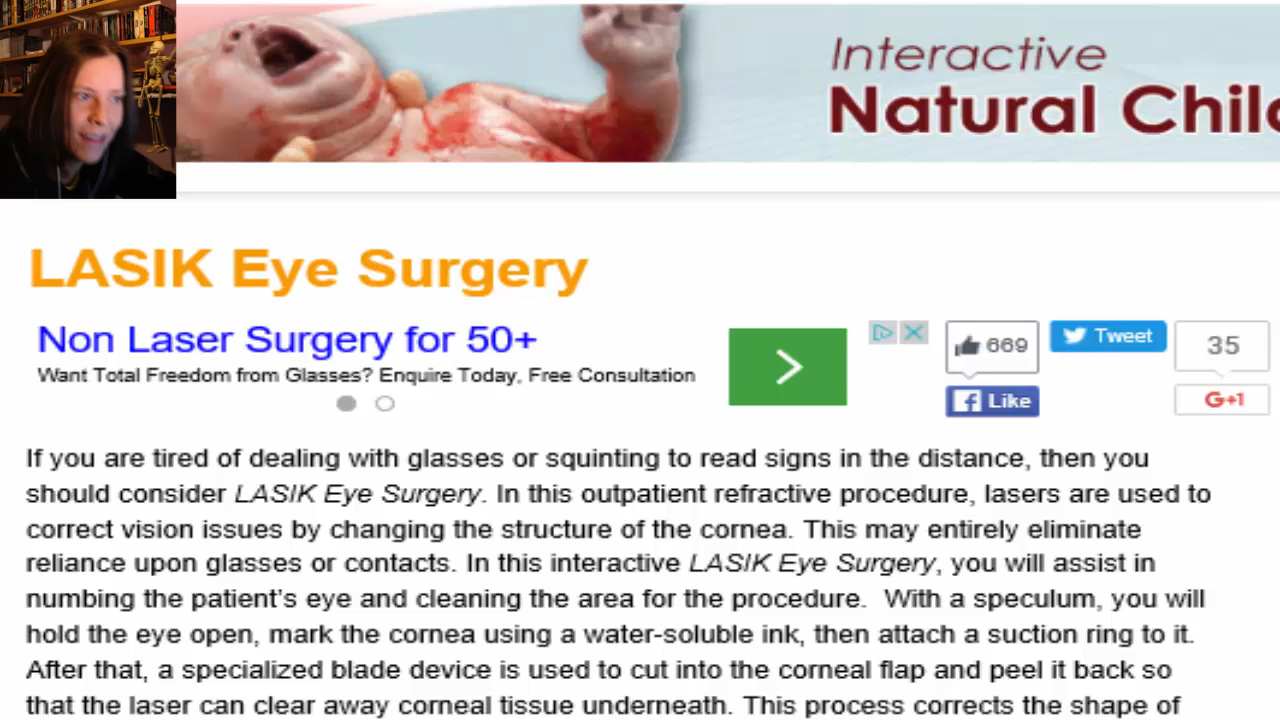 Interactive
Natural Chil
LASIK Eye Surgery
Non Laser Surgery for 50+
Want Total Freedom from Glasses? Enquire Today, Free Consultation
669
Tweet
35
Like
G+1
If you are tired of dealing with glasses or squinting to read signs in the distance, then you
should consider LASIK Eye Surgery. In this outpatient refractive procedure, lasers are used to
correct vision issues by changing the structure of the cornea. This may entirely eliminate
reliance upon glasses or contacts. In this interactive LASIK Eye Surgery, you will assist in
numbing the patient's eye and cleaning the area for the procedure.  With a speculum, you will
hold the eye open, mark the cornea using a water-soluble ink, then attach a suction ring to it.
After that, a specialized blade device is used to cut into the corneal flap and peel it back so
that the laser can clear away corneal tissue underneath. This process corrects the shape of